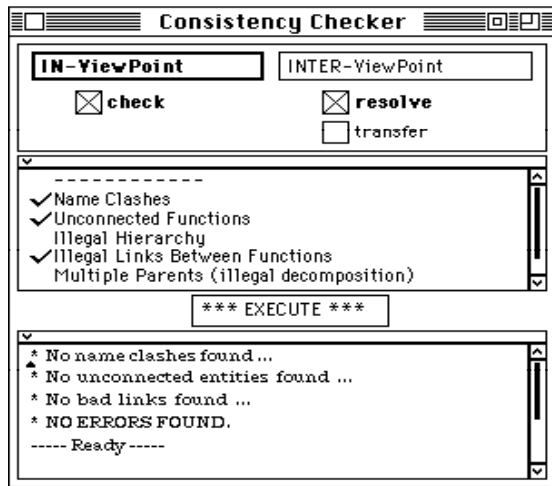 Consistency Checker
IN-ViewPoint INTER-ViewPoint
check resolve
transfer
------------
Name Clashes
Unconnected Functions
Illegal Hierarchy
Illegal Links Between Functions
Multiple Parents (illegal decomposition)
*** EXECUTE ***
* No name clashes found ...
* No unconnected entities found ...
* No bad links found ...
* NO ERRORS FOUND.
----- Ready -----